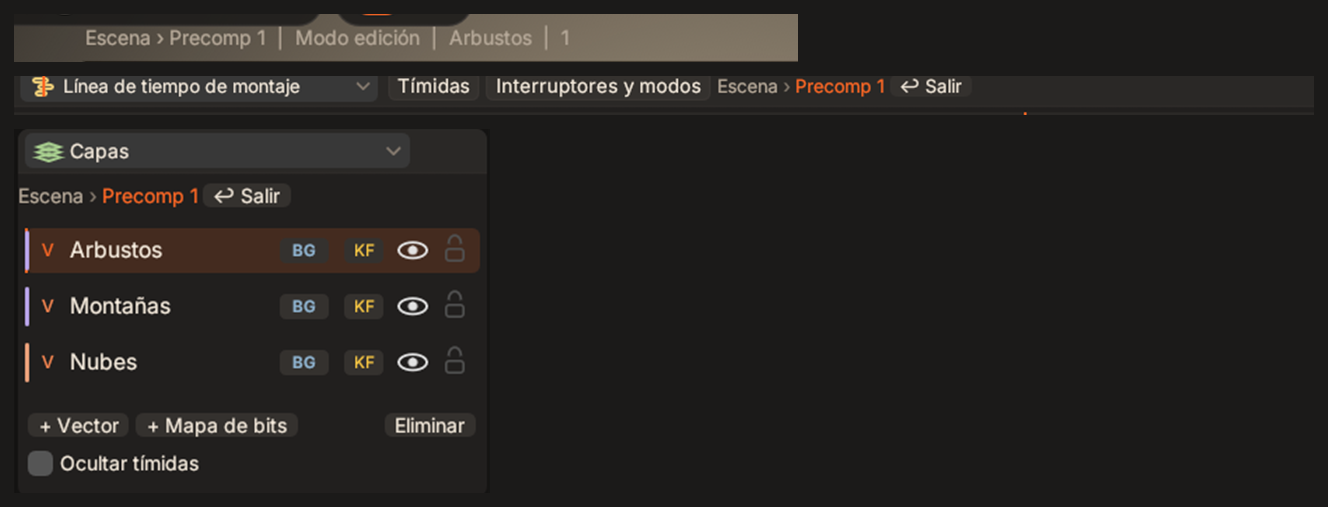 Escena › Precomp 1 | Modo edición | Arbustos | 1
Línea de tiempo de montaje Tímidas Interruptores y modos Escena › Precomp 1 ↩ Salir
Capas
Escena › Precomp 1 ↩ Salir
V Arbustos BG KF
V Montañas BG KF
V Nubes BG KF
+ Vector + Mapa de bits Eliminar
Ocultar tímidas